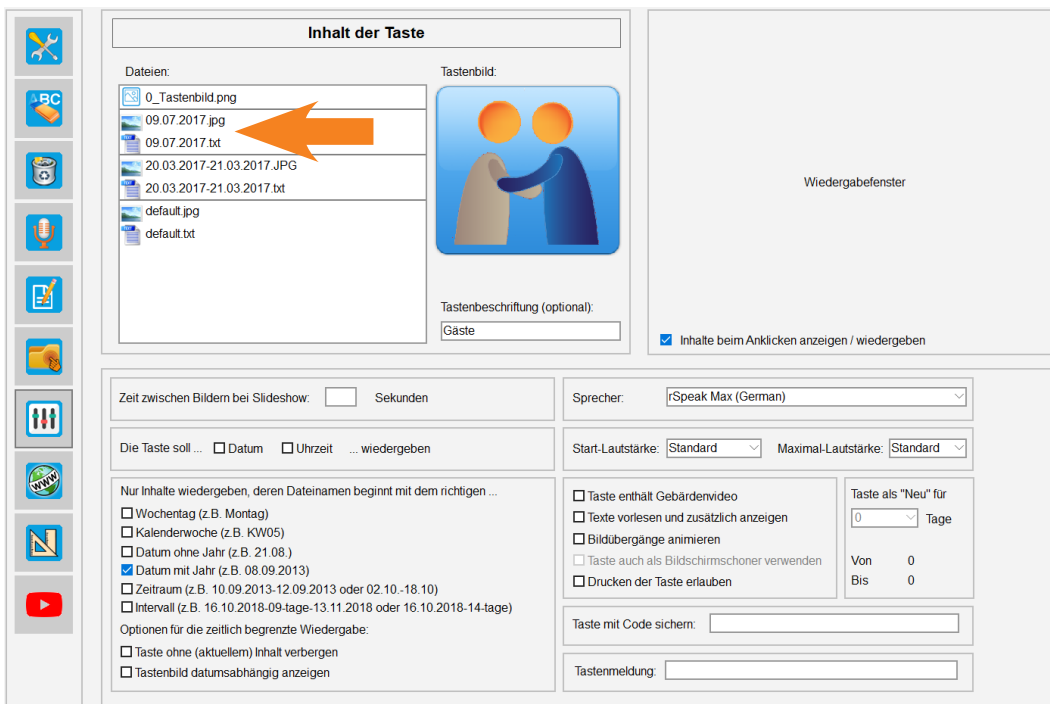 Inhalt der Taste
Dateien:
Tastenbild:
0_Tastenbild.png
09.07.2017.jpg
09.07.2017.txt
20.03.2017-21.03.2017.JPG
20.03.2017-21.03.2017.txt
default.jpg
default.txt
Tastenbeschriftung (optional):
Gäste
Wiedergabefenster
Inhalte beim Anklicken anzeigen / wiedergeben
ABC
WWW
Zeit zwischen Bildern bei Slideshow: Sekunden
Die Taste soll ... Datum Uhrzeit ... wiedergeben
Nur Inhalte wiedergeben, deren Dateinamen beginnt mit dem richtigen ...
Wochentag (z.B. Montag)
Kalenderwoche (z.B. KW05)
Datum ohne Jahr (z.B. 21.08.)
Datum mit Jahr (z.B. 08.09.2013)
Zeitraum (z.B. 10.09.2013-12.09.2013 oder 02.10.-18.10)
Intervall (z.B. 16.10.2018-09-tage-13.11.2018 oder 16.10.2018-14-tage)
Optionen für die zeitlich begrenzte Wiedergabe:
Taste ohne (aktuellem) Inhalt verbergen
Tastenbild datumsabhängig anzeigen
Sprecher: rSpeak Max (German)
Start-Lautstärke: Standard Maximal-Lautstärke: Standard
Taste enthält Gebärdenvideo
Texte vorlesen und zusätzlich anzeigen
Bildübergänge animieren
Taste auch als Bildschirmschoner verwenden
Drucken der Taste erlauben
Taste als "Neu" für
0 Tage
Von 0
Bis 0
Taste mit Code sichern:
Tastenmeldung: